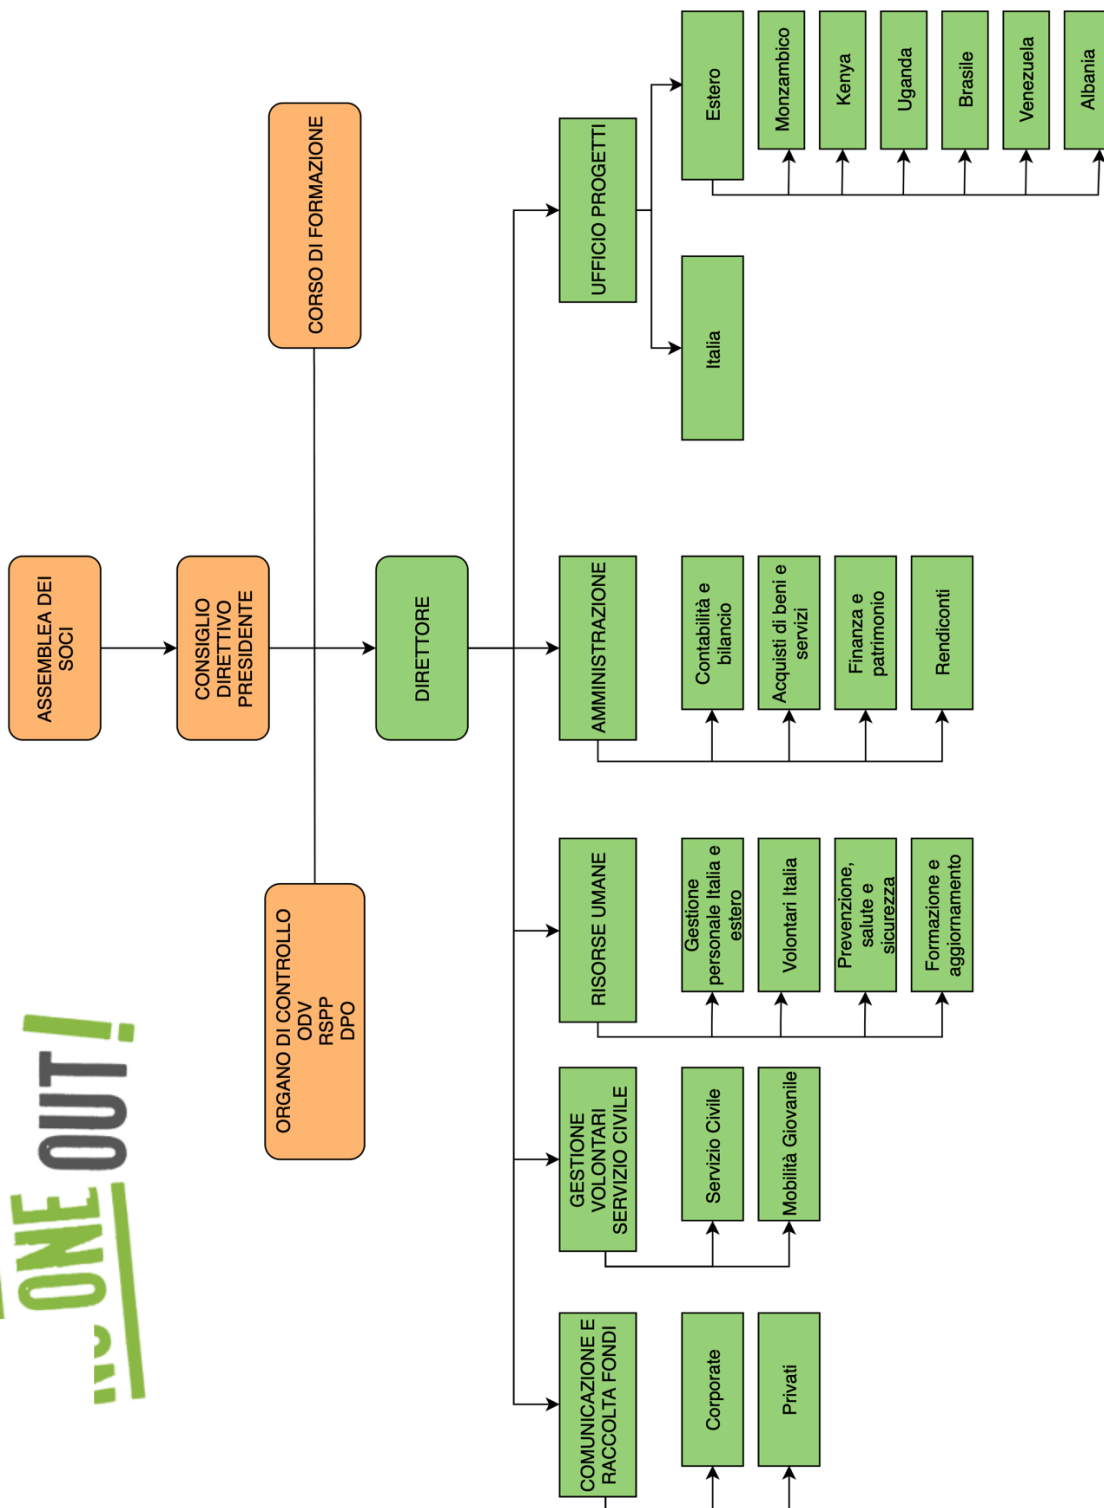 NO ONE OUT!
ASSEMBLEA DEI
SOCI
CONSIGLIO
DIRETTIVO
PRESIDENTE
ORGANO DI CONTROLLO
ODV
RSPP
DPO
CORSO DI FORMAZIONE
DIRETTORE
COMUNICAZIONE E
RACCOLTA FONDI
Corporate
Privati
GESTIONE
VOLONTARI
SERVIZIO CIVILE
Servizio Civile
Mobilità Giovanile
RISORSE UMANE
Gestione
personale Italia e
estero
Volontari Italia
Prevenzione,
salute e
sicurezza
Formazione e
aggiornamento
AMMINISTRAZIONE
Contabilità e
bilancio
Acquisti di beni e
servizi
Finanza e
patrimonio
Rendiconti
UFFICIO PROGETTI
Italia
Estero
Monzambico
Kenya
Uganda
Brasile
Venezuela
Albania